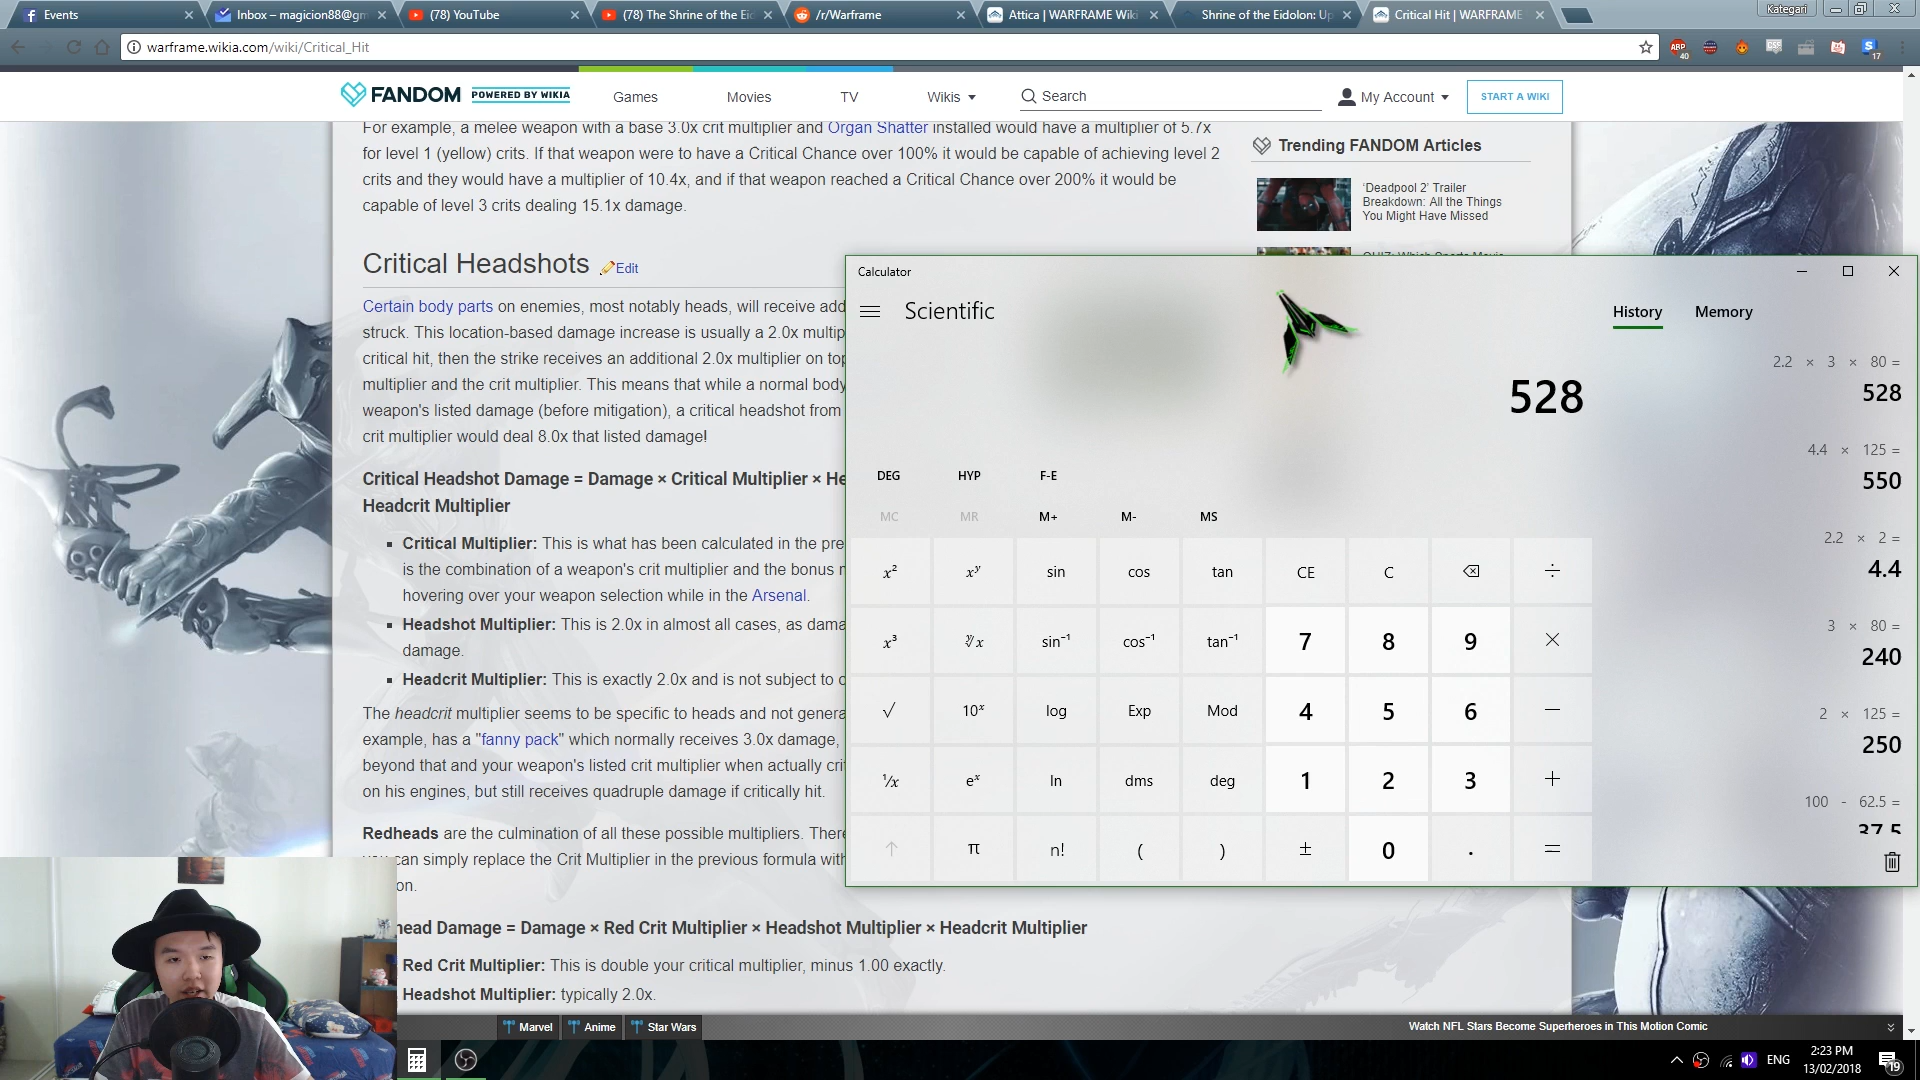 Events
Inbox – magicion88@gm
(78) YouTube
(78) The Shrine of the Eid
/r/Warframe
Attica | WARFRAME Wiki
Shrine of the Eidolon: Up
Critical Hit | WARFRAME
Kategari
warframe.wikia.com/wiki/Critical_Hit
ABP
40
17
FANDOM
POWERED BY WIKIA
Games
Movies
TV
Wikis
Search
My Account
START A WIKI
For example, a melee weapon with a base 3.0x crit multiplier and Organ Shatter installed would have a multiplier of 5.7x
for level 1 (yellow) crits. If that weapon were to have a Critical Chance over 100% it would be capable of achieving level 2
crits and they would have a multiplier of 10.4x, and if that weapon reached a Critical Chance over 200% it would be
capable of level 3 crits dealing 15.1x damage.
Trending FANDOM Articles
'Deadpool 2' Trailer
Breakdown: All the Things
You Might Have Missed
Critical Headshots
Edit
Certain body parts on enemies, most notably heads, will receive add
struck. This location-based damage increase is usually a 2.0x multip
critical hit, then the strike receives an additional 2.0x multiplier on top
multiplier and the crit multiplier. This means that while a normal body
weapon's listed damage (before mitigation), a critical headshot from
crit multiplier would deal 8.0x that listed damage!
Critical Headshot Damage = Damage × Critical Multiplier × He
Headcrit Multiplier
Critical Multiplier: This is what has been calculated in the pre
is the combination of a weapon's crit multiplier and the bonus
hovering over your weapon selection while in the Arsenal.
Headshot Multiplier: This is 2.0x in almost all cases, as dama
damage.
Headcrit Multiplier: This is exactly 2.0x and is not subject to
The headcrit multiplier seems to be specific to heads and not genera
example, has a "fanny pack" which normally receives 3.0x damage,
beyond that and your weapon's listed crit multiplier when actually cri
on his engines, but still receives quadruple damage if critically hit.
Redheads are the culmination of all these possible multipliers. There
can simply replace the Crit Multiplier in the previous formula with
on.
head Damage = Damage × Red Crit Multiplier × Headshot Multiplier × Headcrit Multiplier
Red Crit Multiplier: This is double your critical multiplier, minus 1.00 exactly.
Headshot Multiplier: typically 2.0x.
Calculator
Scientific
528
DEG HYP F-E
MC MR M+ M- MS
x² xʸ sin cos tan CE C ⌫ ÷
x³ ʸ√x sin⁻¹ cos⁻¹ tan⁻¹ 7 8 9 ×
√ 10ˣ log Exp Mod 4 5 6 −
¹/x eˣ ln dms deg 1 2 3 +
↑ π n! ( ) ± 0 . =
History
Memory
2.2 × 3 × 80 =
528
4.4 × 125 =
550
2.2 × 2 =
4.4
3 × 80 =
240
2 × 125 =
250
100 - 62.5 =
37.5
Marvel
Anime
Star Wars
Watch NFL Stars Become Superheroes in This Motion Comic
ENG
2:23 PM
13/02/2018
19